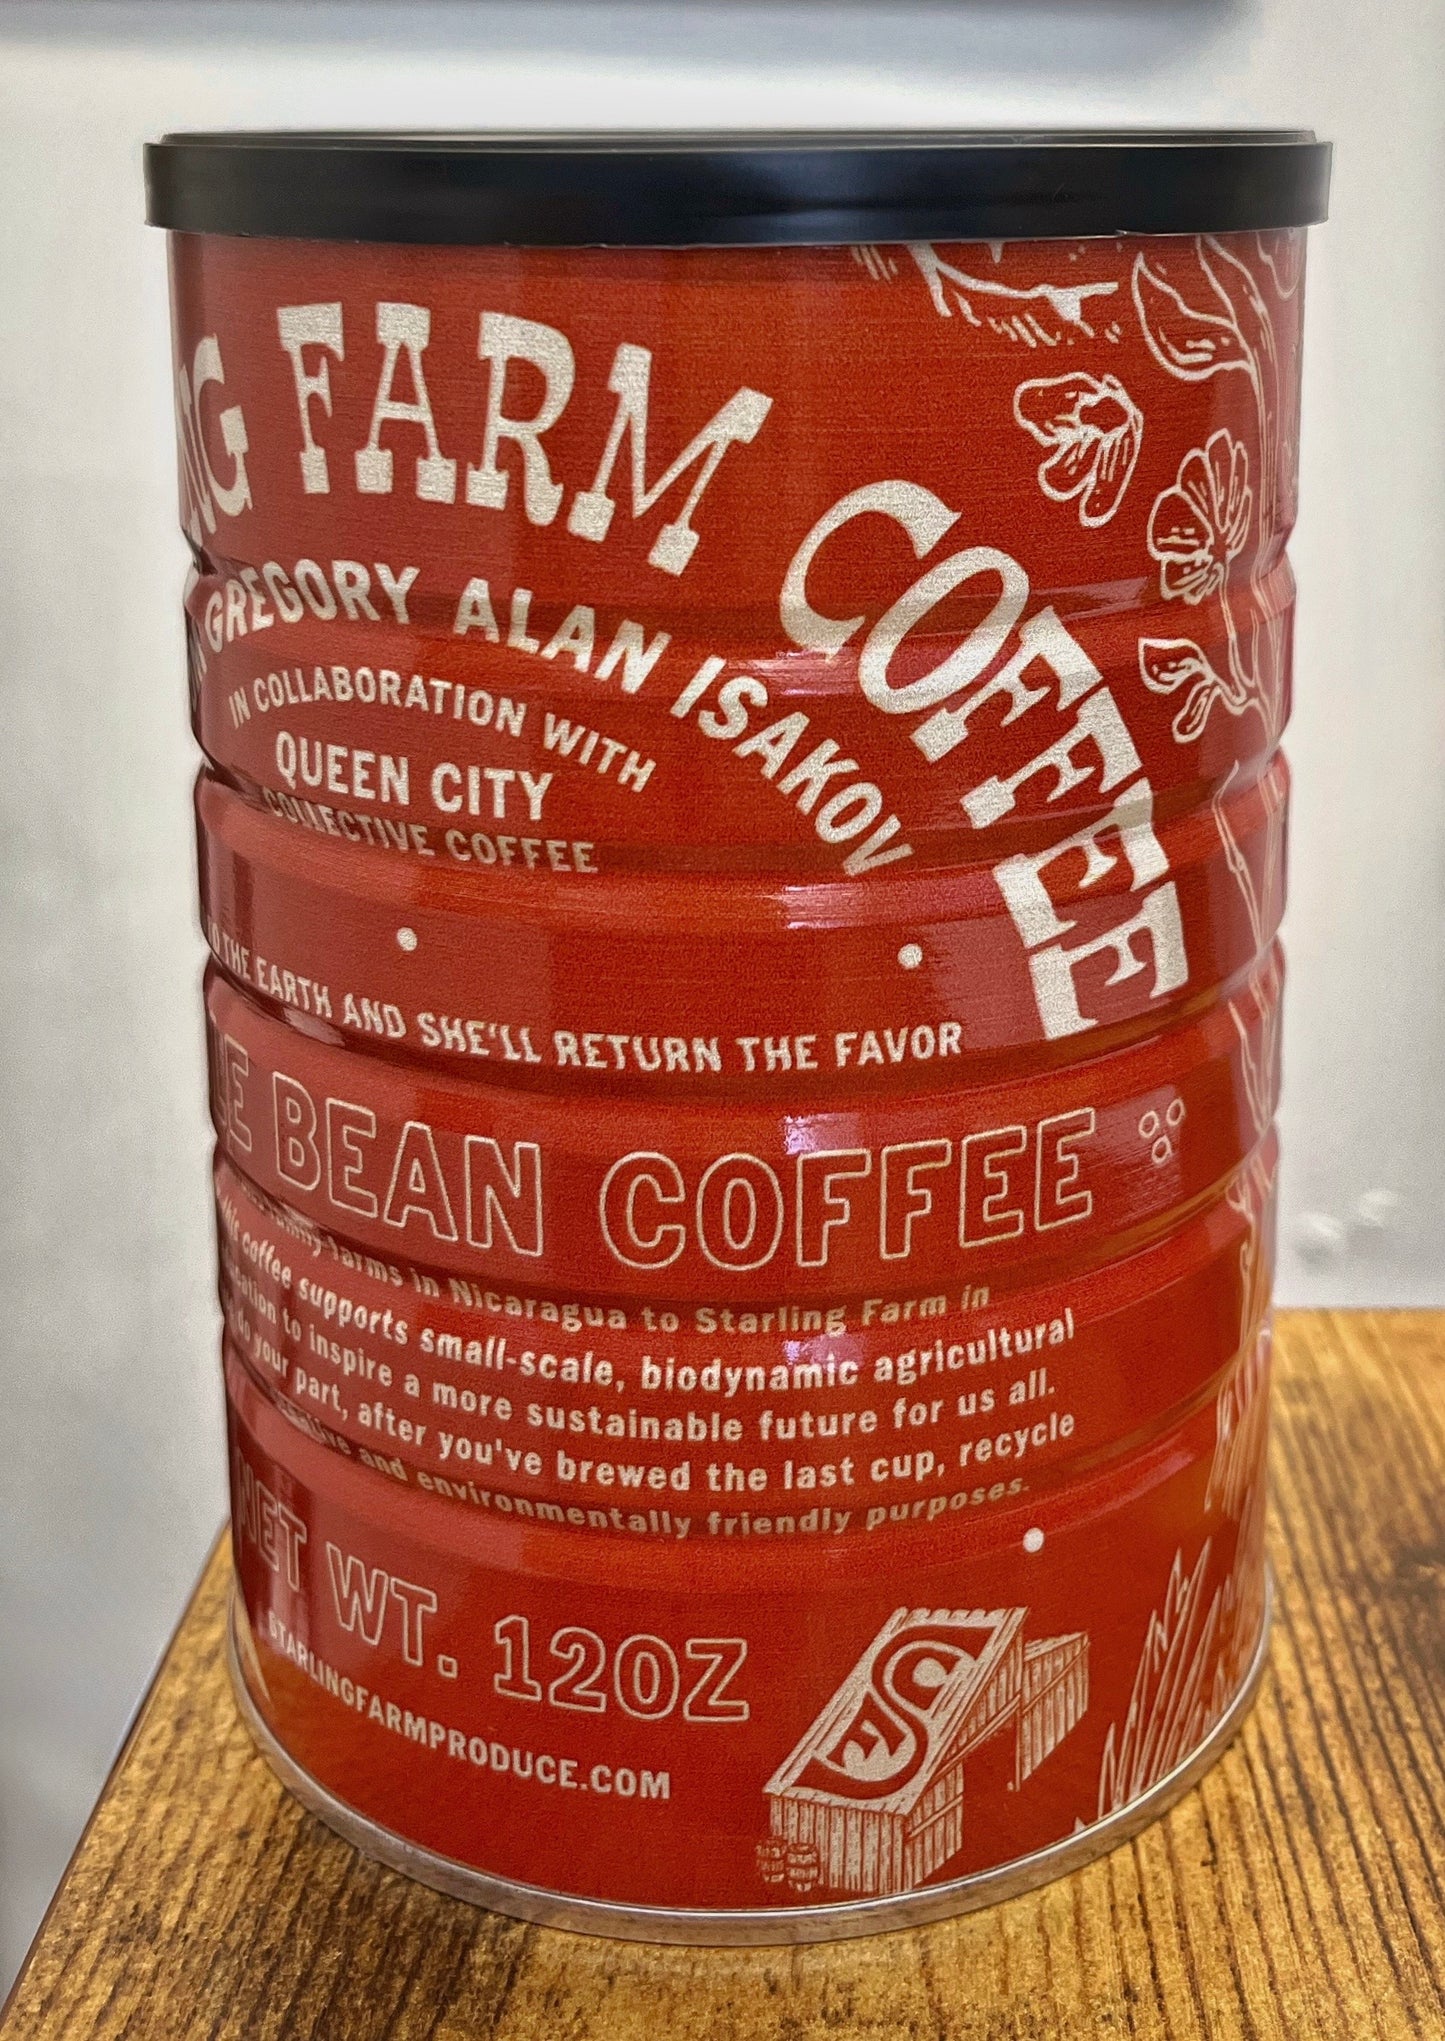 NG FARM COFFEE
GREGORY ALAN ISAKOV
IN COLLABORATION WITH
QUEEN CITY
COLLECTIVE COFFEE
THE EARTH AND SHE'LL RETURN THE FAVOR
LE BEAN COFFEE
farms in Nicaragua to Starling Farm in
this coffee supports small-scale, biodynamic agricultural
to inspire a more sustainable future for us all.
do your part, after you've brewed the last cup, recycle
and environmentally friendly purposes.
NET WT. 12OZ
STARLINGFARMPRODUCE.COM